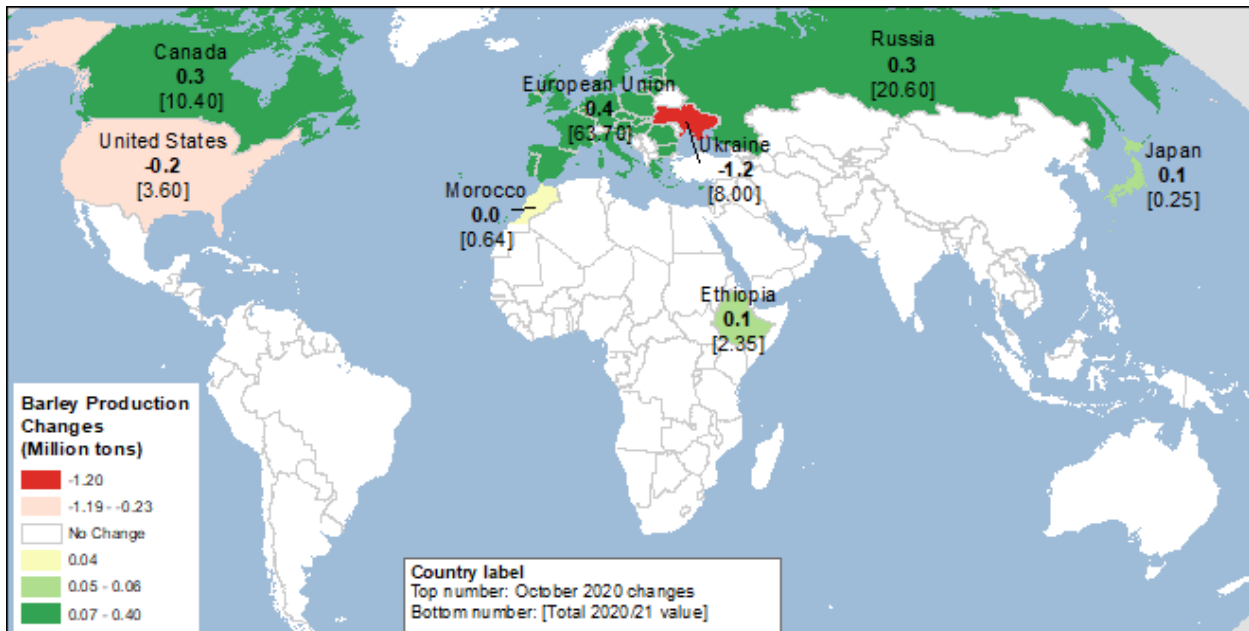 Canada
0.3
[10.40]
United States
-0.2
[3.60]
European Union
0.4
[63.70]
Russia
0.3
[20.60]
Ukraine
-1.2
[8.00]
Japan
0.1
[0.25]
Morocco
0.0
[0.64]
Ethiopia
0.1
[2.35]
Barley Production
Changes
(Million tons)
-1.20
-1.19 - -0.23
No Change
0.04
0.05 - 0.06
0.07 - 0.40
Country label
Top number: October 2020 changes
Bottom number: [Total 2020/21 value]